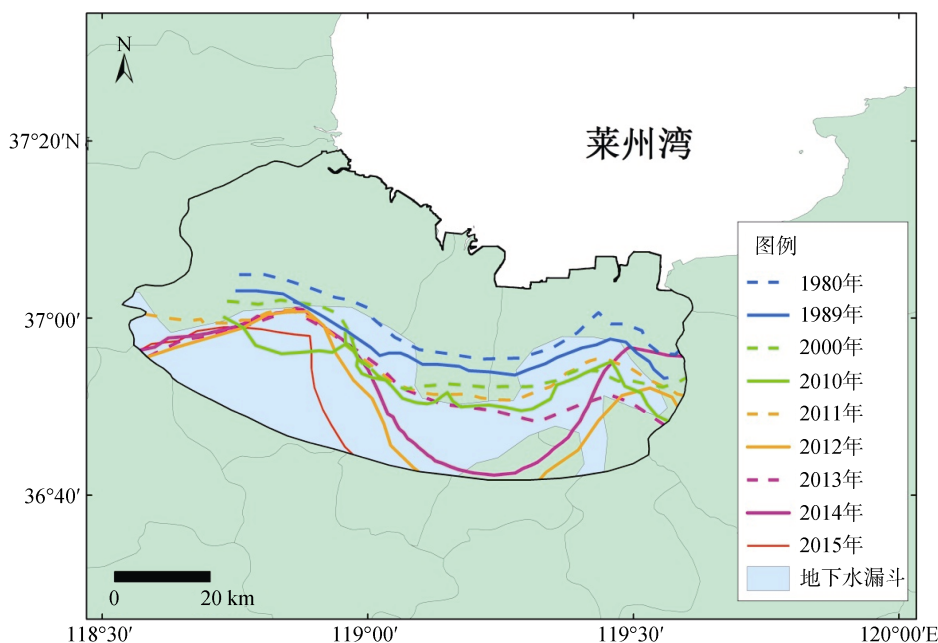 N
37°20′N
莱州湾
图例
1980年
1989年
37°00′
2000年
2010年
2011年
2012年
2013年
36°40′
2014年
2015年
地下水漏斗
0 20 km
118°30′ 119°00′ 119°30′ 120°00′E